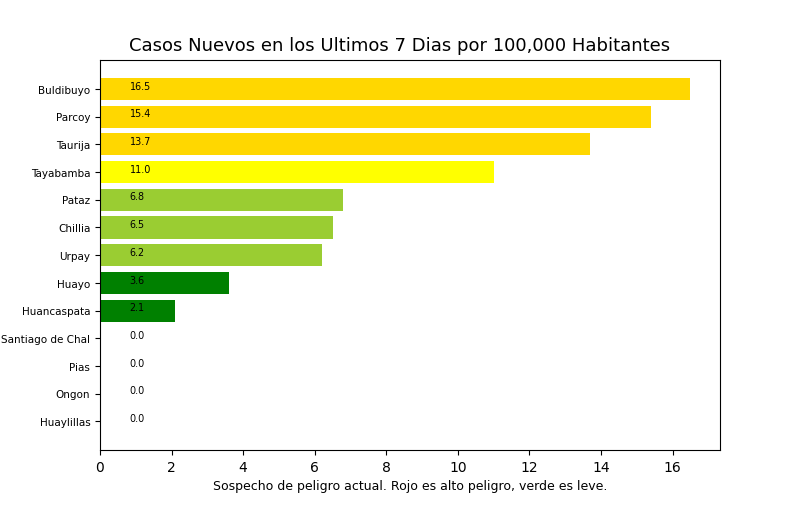 Casos Nuevos en los Ultimos 7 Dias por 100,000 Habitantes
Buldibuyo 16.5
Parcoy 15.4
Taurija 13.7
Tayabamba 11.0
Pataz 6.8
Chillia 6.5
Urpay 6.2
Huayo 3.6
Huancaspata 2.1
Santiago de Chal 0.0
Pias 0.0
Ongon 0.0
Huaylillas 0.0
0 2 4 6 8 10 12 14 16
Sospecho de peligro actual. Rojo es alto peligro, verde es leve.